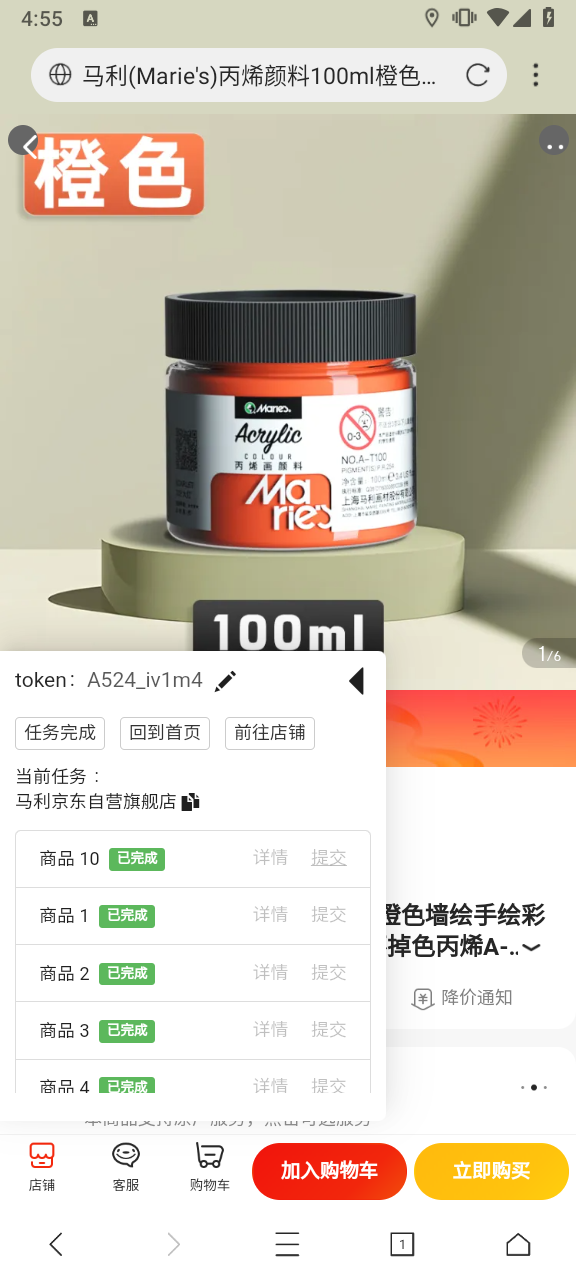 4:55
A
马利(Marie's)丙烯颜料100ml橙色...
橙色
Maries.
Acrylic
COLOUR
丙烯画颜料
Maries
0-3
警告
NO.A-T100
上海马利画材股份有限公司
100ml
1/6
token： A524_iv1m4
任务完成 回到首页 前往店铺
当前任务：
马利京东自营旗舰店
商品 10 已完成 详情 提交
商品 1 已完成 详情 提交
商品 2 已完成 详情 提交
商品 3 已完成 详情 提交
商品 4 已完成 详情 提交
橙色墙绘手绘彩
掉色丙烯A-..
降价通知
店铺
客服
购物车
加入购物车
立即购买
1